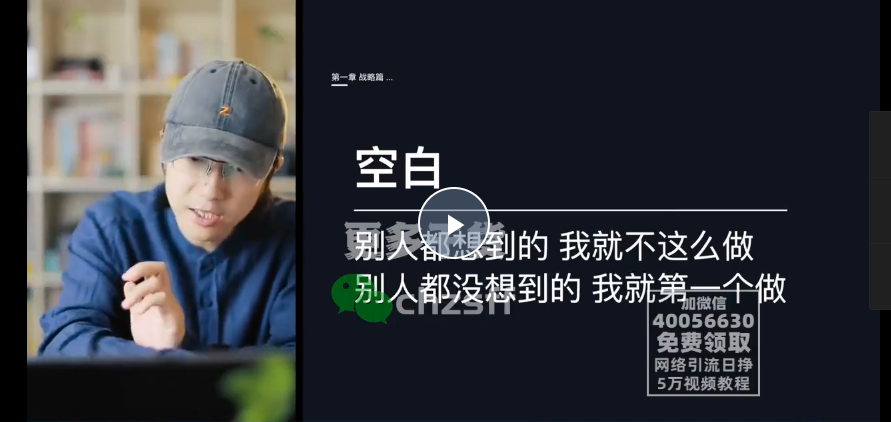 第一章 战略篇 ...
空白
别人都想到的 我就不这么做
别人都没想到的 我就第一个做
加微信
40056630
免费领取
网络引流日挣
5万视频教程